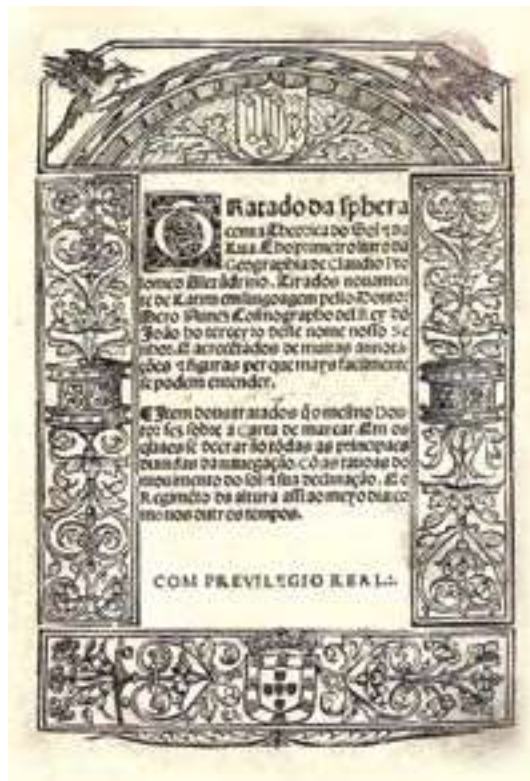 Tratado da sphera
com a Theorica do Sol & da
Lua. E ho primeiro liuro da
Geographia de Claudio Pto
lomeo Alexãdrino. Tirados nouamen
te de Latim em lingoagem pello Doutor
Pero Nunez Cosmographo del Rey dõ
João ho terceyro deste nome nosso Se
nhor. E acrecẽtados de muitas annota
ções & figuras per que mays facilmente
se podem entender.
Item dous tratados q̃ o mesmo Dou
tor fez sobre a carta de marear. Em os
quaes se decrarão todas as principaes
duuidas da nauegação. Cõ as tauoas do
mouimento do sol: & sua declinação. E o
Regimẽto da altura assi ao meyo dia: co
mo nos outros tempos.
COM PREVILEGIO REAL.